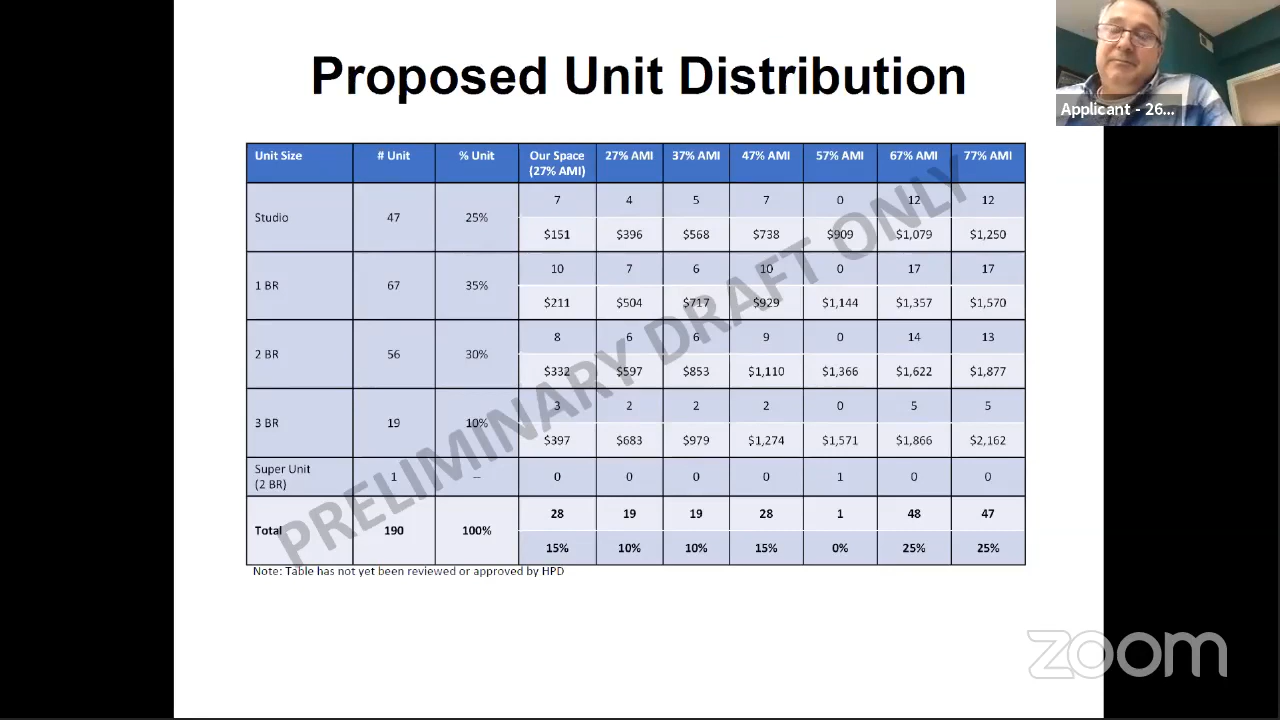 Proposed Unit Distribution
Applicant - 26...
Unit Size # Unit % Unit Our Space (27% AMI) 27% AMI 37% AMI 47% AMI 57% AMI 67% AMI 77% AMI
Studio 47 25% 7 4 5 7 0 12 12
$151 $396 $568 $738 $909 $1,079 $1,250
1 BR 67 35% 10 7 6 10 0 17 17
$211 $504 $717 $929 $1,144 $1,357 $1,570
2 BR 56 30% 8 6 6 9 0 14 13
$332 $597 $853 $1,110 $1,366 $1,622 $1,877
3 BR 19 10% 3 2 2 2 0 5 5
$397 $683 $979 $1,274 $1,571 $1,866 $2,162
Super Unit (2 BR) 1 – 0 0 0 0 1 0 0
Total 190 100% 28 19 19 28 1 48 47
15% 10% 10% 15% 0% 25% 25%
PRELIMINARY DRAFT ONLY
Note: Table has not yet been reviewed or approved by HPD
zoom